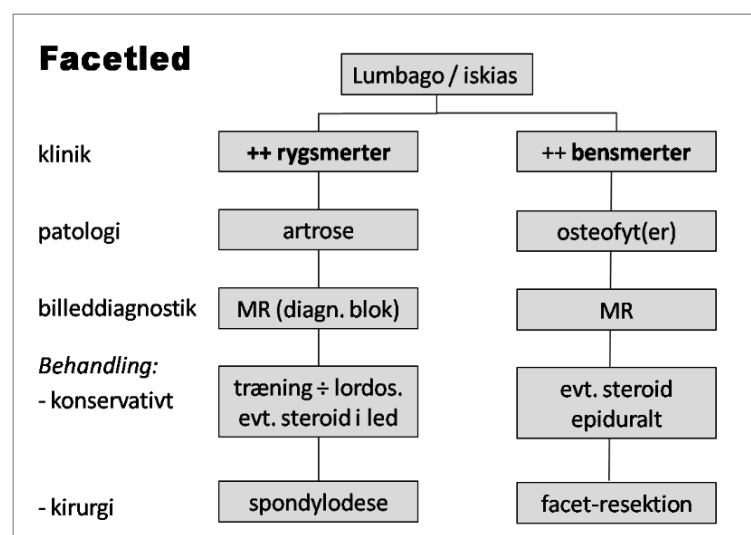 Facetled
Lumbago / iskias
klinik
++ rygsmerter
++ bensmerter
patologi
artrose
osteofyt(er)
billeddiagnostik
MR (diagn. blok)
MR
Behandling:
- konservativt
træning ÷ lordos.
evt. steroid i led
evt. steroid
epiduralt
- kirurgi
spondylodese
facet-resektion